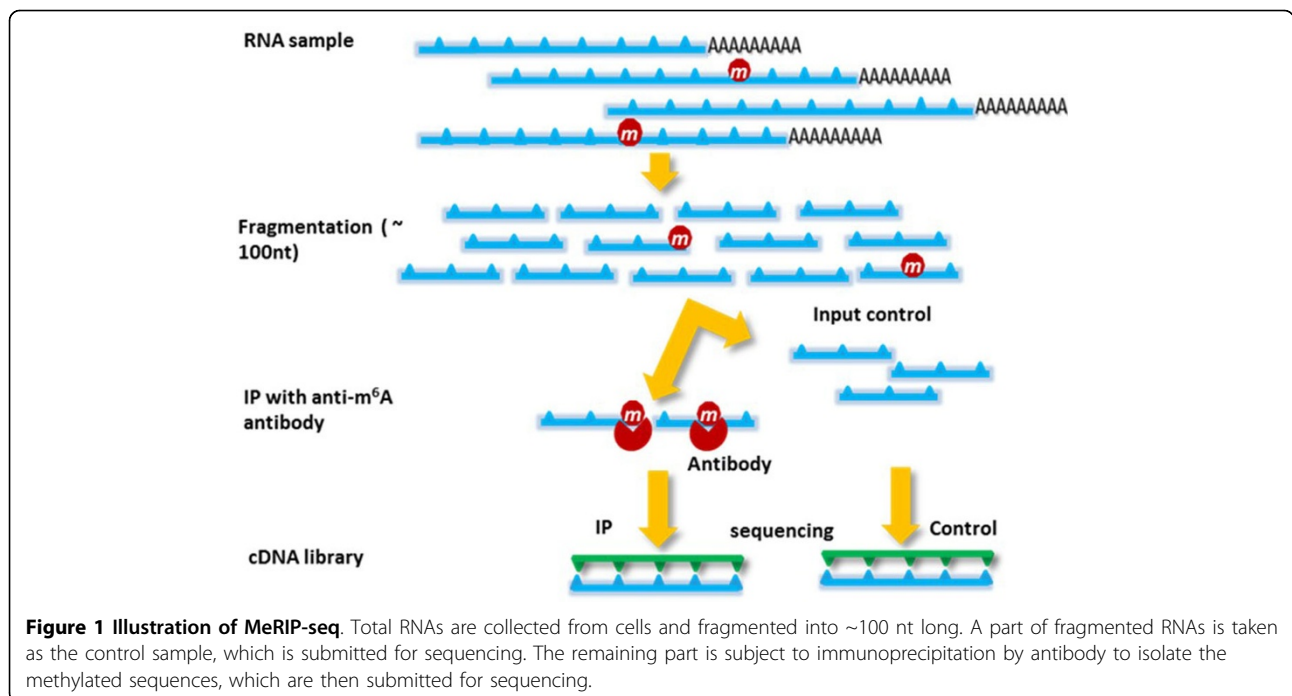 RNA sample
AAAAAAAAA
m
AAAAAAAAA
AAAAAAAAA
m
AAAAAAAAA
Fragmentation ( ~
100nt)
m
m
Input control
IP with anti-m⁶A
antibody
m
m
Antibody
IP
sequencing
Control
cDNA library
Figure 1 Illustration of MeRIP-seq. Total RNAs are collected from cells and fragmented into ~100 nt long. A part of fragmented RNAs is taken
as the control sample, which is submitted for sequencing. The remaining part is subject to immunoprecipitation by antibody to isolate the
methylated sequences, which are then submitted for sequencing.